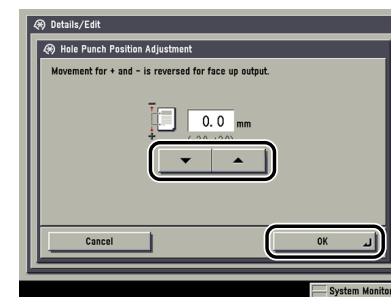 Details/Edit
Hole Punch Position Adjustment
Movement for + and - is reversed for face up output.
-
+
0. 0 mm
Cancel
OK
System Monitor